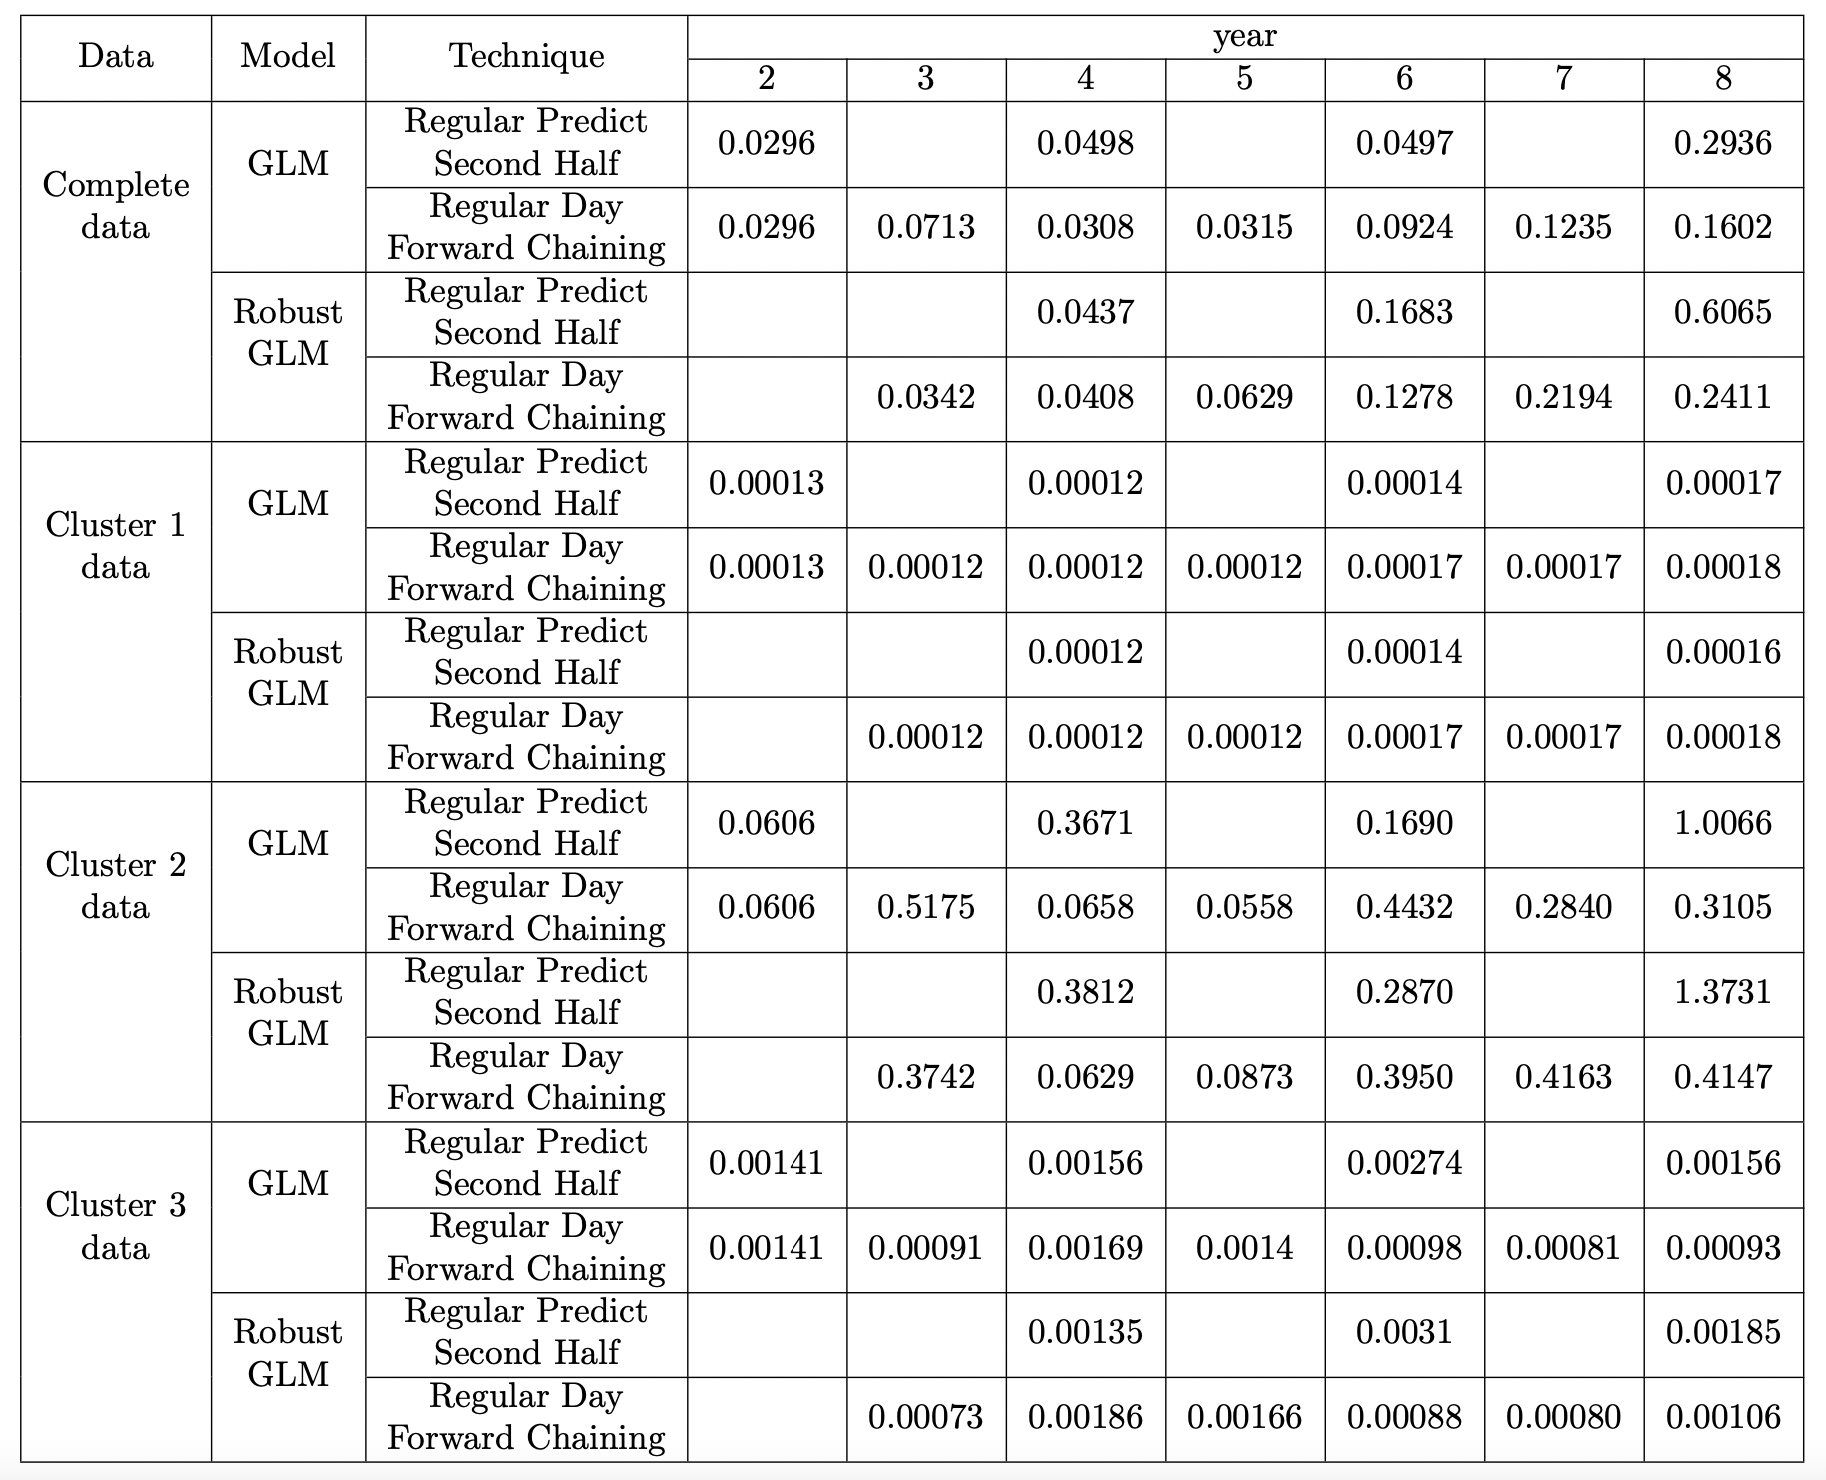 Data Model Technique year
2 3 4 5 6 7 8
Complete data GLM Regular Predict Second Half 0.0296 0.0498 0.0497 0.2936
Regular Day Forward Chaining 0.0296 0.0713 0.0308 0.0315 0.0924 0.1235 0.1602
Robust GLM Regular Predict Second Half 0.0437 0.1683 0.6065
Regular Day Forward Chaining 0.0342 0.0408 0.0629 0.1278 0.2194 0.2411
Cluster 1 data GLM Regular Predict Second Half 0.00013 0.00012 0.00014 0.00017
Regular Day Forward Chaining 0.00013 0.00012 0.00012 0.00012 0.00017 0.00017 0.00018
Robust GLM Regular Predict Second Half 0.00012 0.00014 0.00016
Regular Day Forward Chaining 0.00012 0.00012 0.00012 0.00017 0.00017 0.00018
Cluster 2 data GLM Regular Predict Second Half 0.0606 0.3671 0.1690 1.0066
Regular Day Forward Chaining 0.0606 0.5175 0.0658 0.0558 0.4432 0.2840 0.3105
Robust GLM Regular Predict Second Half 0.3812 0.2870 1.3731
Regular Day Forward Chaining 0.3742 0.0629 0.0873 0.3950 0.4163 0.4147
Cluster 3 data GLM Regular Predict Second Half 0.00141 0.00156 0.00274 0.00156
Regular Day Forward Chaining 0.00141 0.00091 0.00169 0.0014 0.00098 0.00081 0.00093
Robust GLM Regular Predict Second Half 0.00135 0.0031 0.00185
Regular Day Forward Chaining 0.00073 0.00186 0.00166 0.00088 0.00080 0.00106